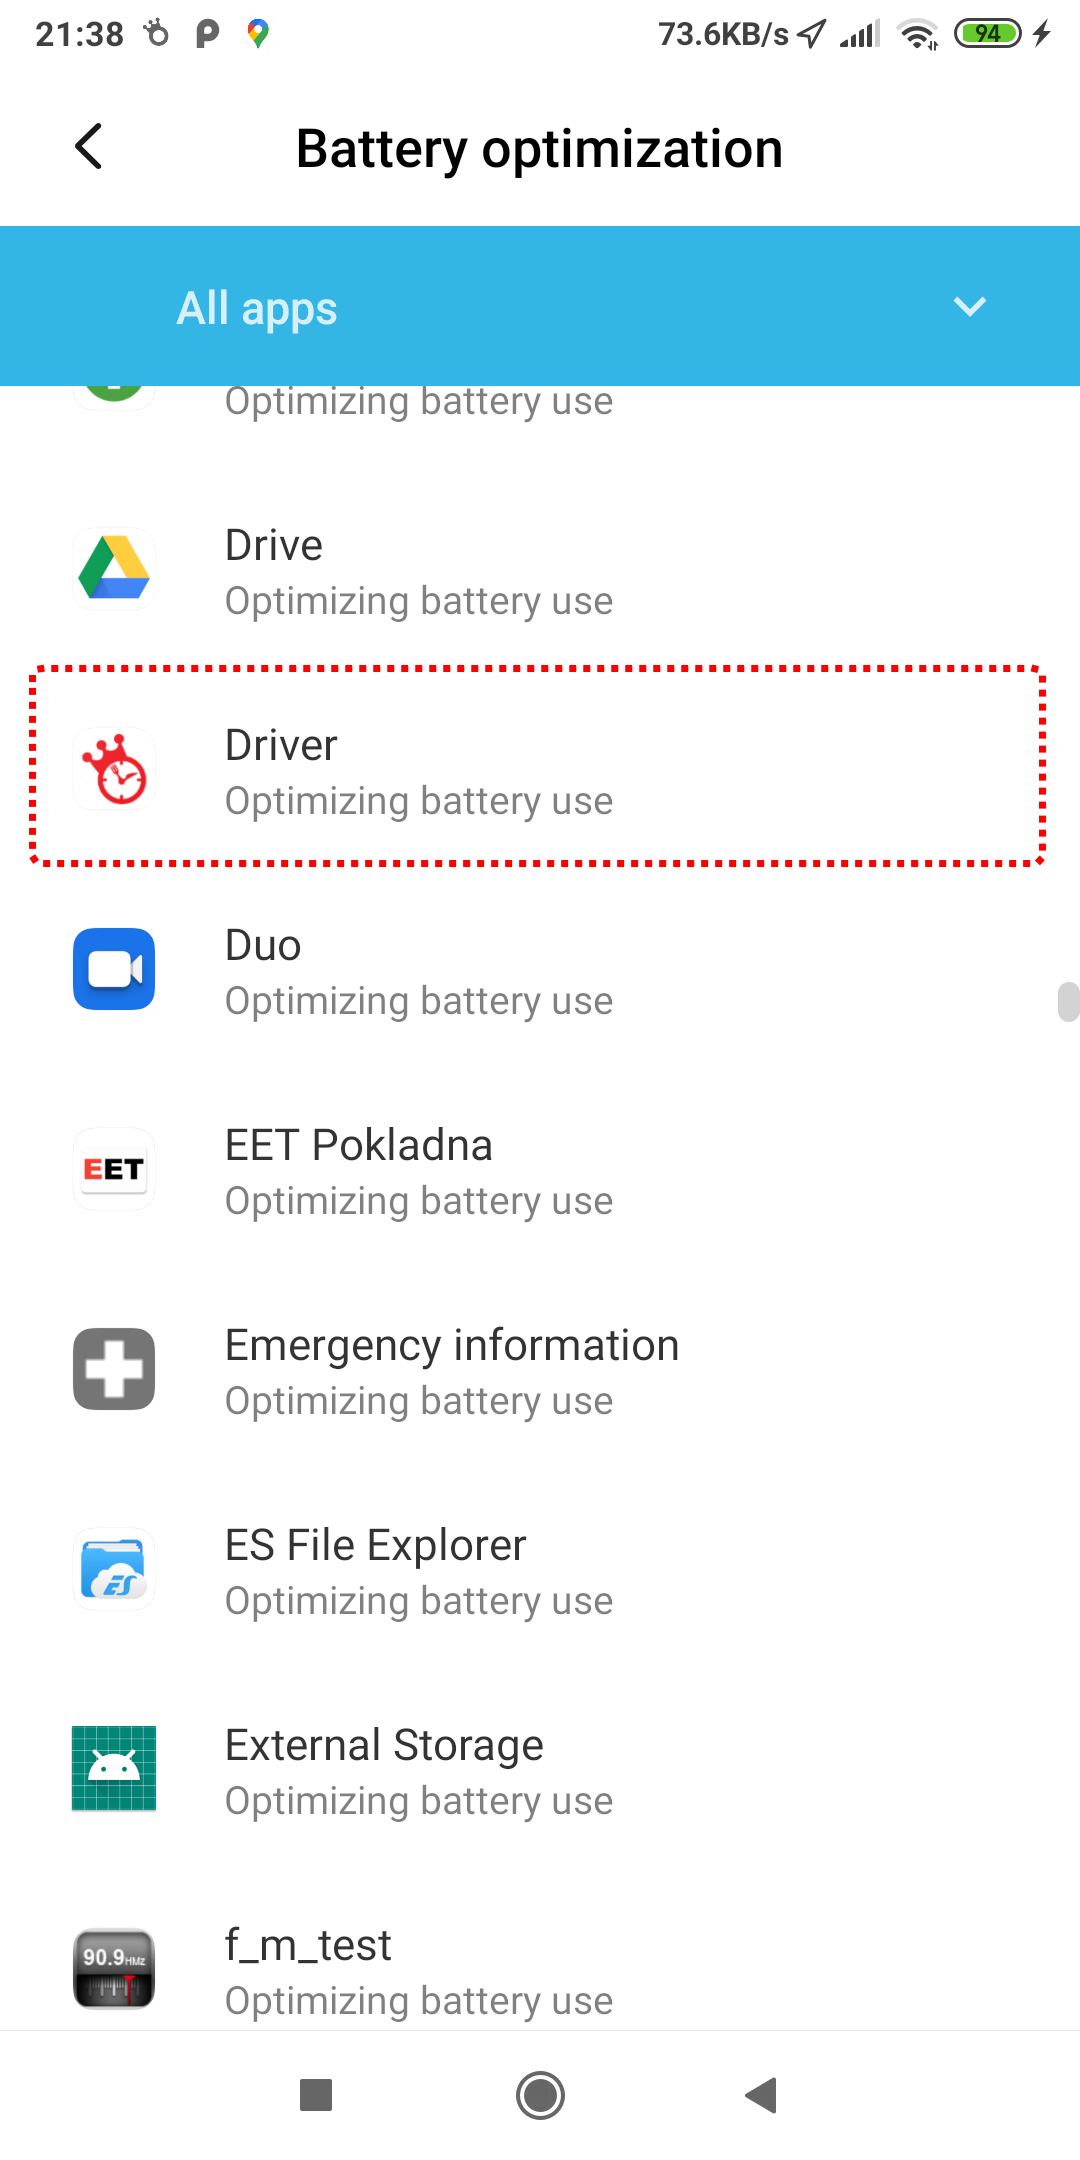 21:38 73.6KB/s 94
Battery optimization
All apps
Optimizing battery use
Drive
Optimizing battery use
Driver
Optimizing battery use
Duo
Optimizing battery use
EET
EET Pokladna
Optimizing battery use
Emergency information
Optimizing battery use
ES
ES File Explorer
Optimizing battery use
External Storage
Optimizing battery use
90.9HMz
f_m_test
Optimizing battery use